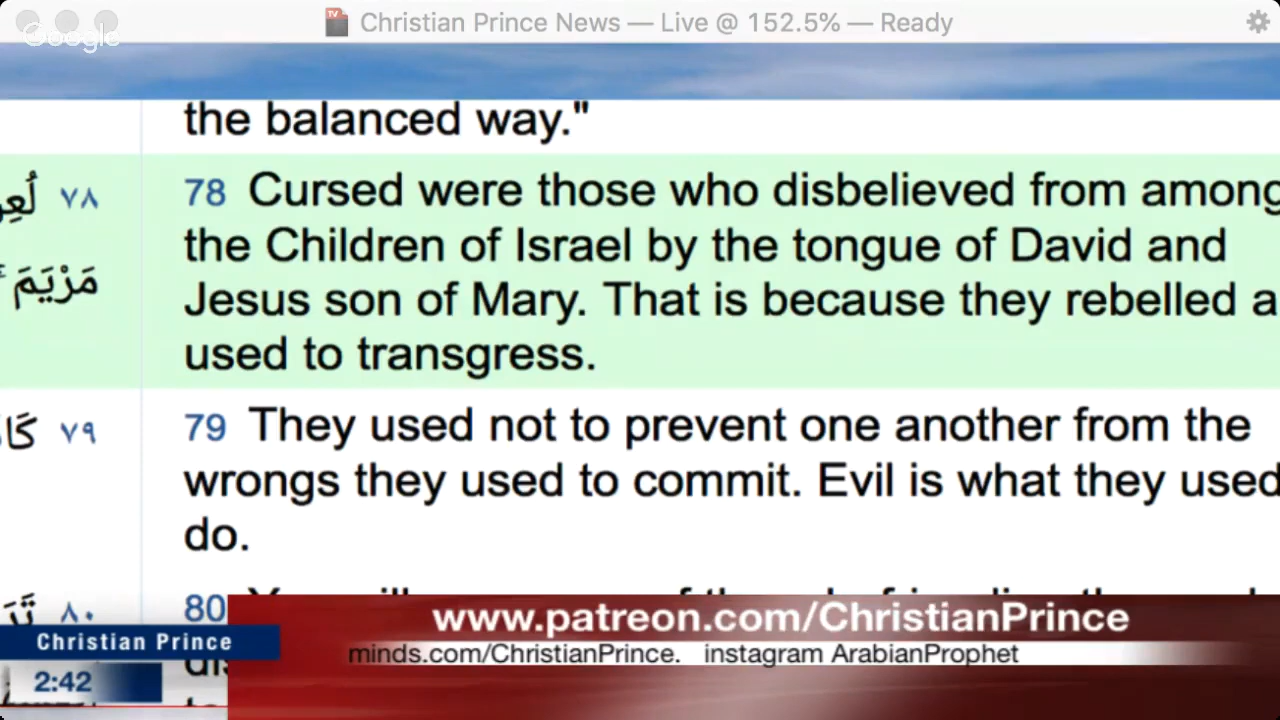 Christian Prince News — Live @ 152.5% — Ready
Google
the balanced way."
٧٨
78 Cursed were those who disbelieved from among
the Children of Israel by the tongue of David and
مَرْيَمَ
Jesus son of Mary. That is because they rebelled a
used to transgress.
٧٩
79 They used not to prevent one another from the
wrongs they used to commit. Evil is what they used
do.
٨٠
80
www.patreon.com/ChristianPrince
Christian Prince
minds.com/ChristianPrince. instagram ArabianProphet
2:42